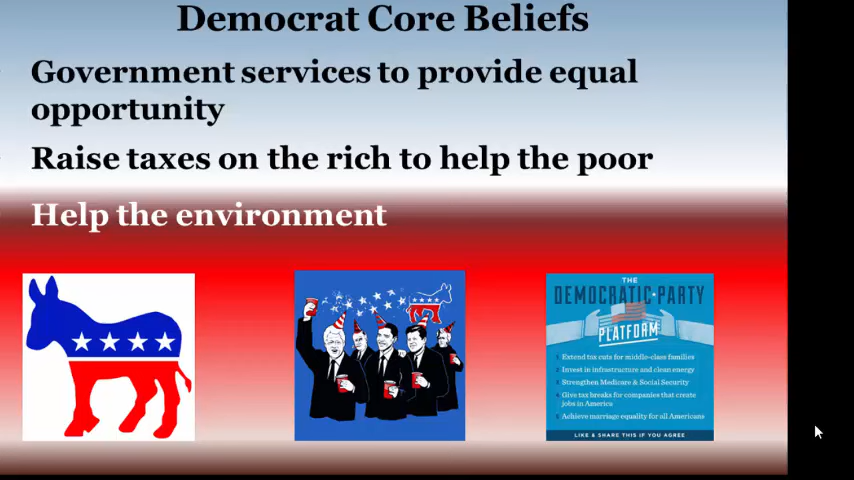 Democrat Core Beliefs
Government services to provide equal
opportunity
Raise taxes on the rich to help the poor
Help the environment
THE
DEMOCRATIC PARTY
PLATFORM
Extend tax cuts for middle-class families
Invest in infrastructure and clean energy
Strengthen Medicare & Social Security
Give tax breaks for companies that create
jobs in America
Achieve marriage equality for all Americans
LIKE & SHARE THIS IF YOU AGREE